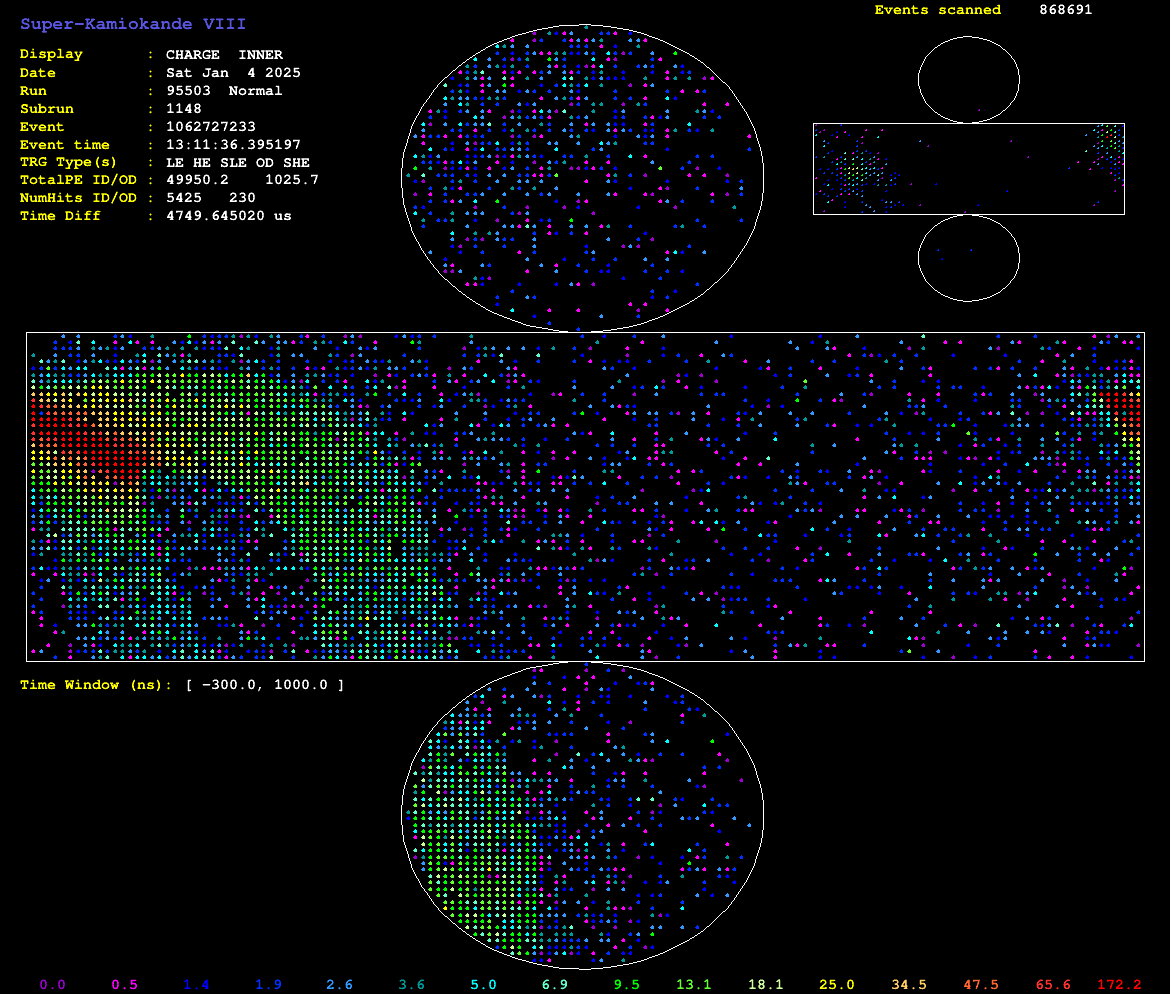 Super-Kamiokande VIII
Events scanned 868691
Display : CHARGE INNER
Date : Sat Jan 4 2025
Run : 95503 Normal
Subrun : 1148
Event : 1062727233
Event time : 13:11:36.395197
TRG Type(s) : LE HE SLE OD SHE
TotalPE ID/OD : 49950.2 1025.7
NumHits ID/OD : 5425 230
Time Diff : 4749.645020 us
Time Window (ns): [ −300.0, 1000.0 ]
0.0 0.5 1.4 1.9 2.6 3.6 5.0 6.9 9.5 13.1 18.1 25.0 34.5 47.5 65.6 172.2